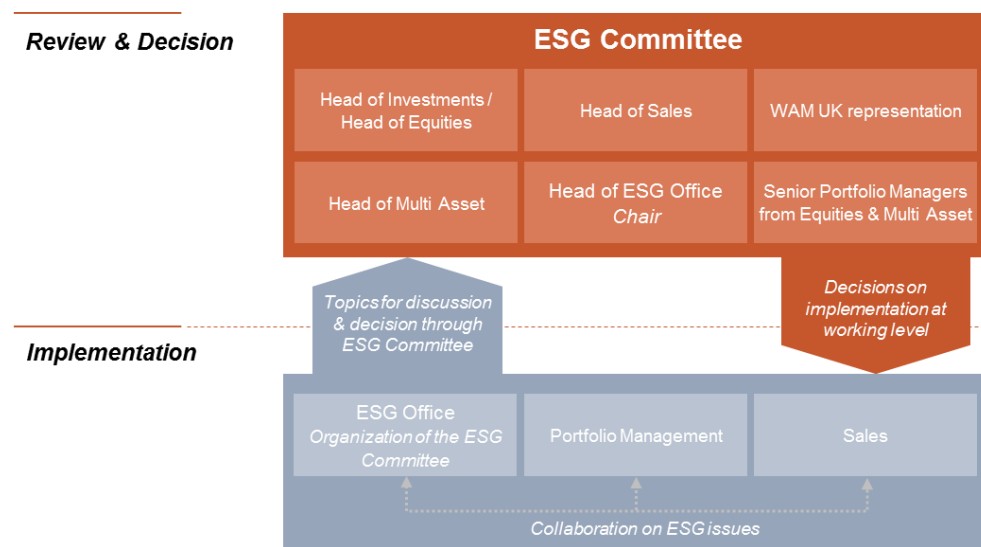 Review & Decision
ESG Committee
Head of Investments /
Head of Equities
Head of Sales
WAM UK representation
Head of Multi Asset
Head of ESG Office
Chair
Senior Portfolio Managers
from Equities & Multi Asset
Topics for discussion
& decision through
ESG Committee
Decisions on
implementation at
working level
Implementation
ESG Office
Organization of the ESG
Committee
Portfolio Management
Sales
Collaboration on ESG issues